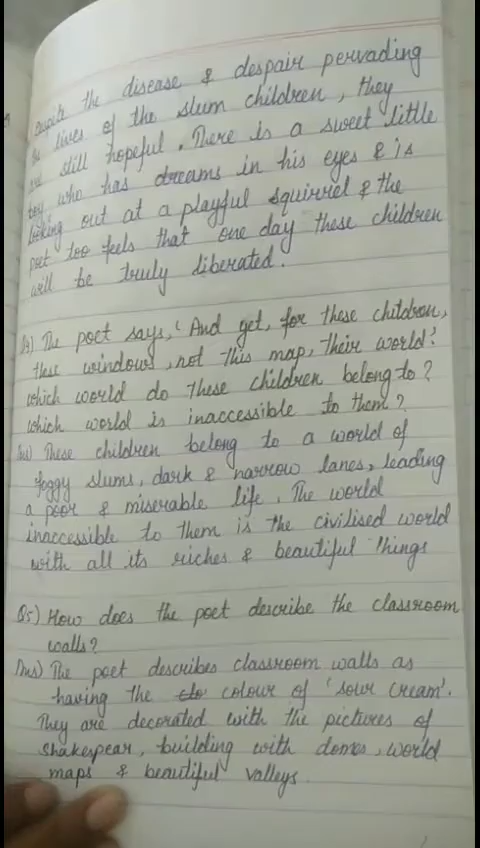 despite the disease & despair pervading
the lives of the slum children, they
are still hopeful. There is a sweet little
boy who has dreams in his eyes & is
looking out at a playful squirrel & the
poet too feels that one day these children
will be truly liberated.
Q4) The poet says, 'And yet, for these children,
these windows, not this map, their world.'
which world do these children belong to?
which world is inaccessible to them?
Ans) These children belong to a world of
foggy slums, dark & narrow lanes, leading
a poor & miserable life. The world
inaccessible to them is the civilised world
with all its riches & beautiful things
Q5) How does the poet describe the classroom
walls?
Ans) The poet describes classroom walls as
having the colour of 'sour cream'.
They are decorated with the pictures of
Shakespear, building with domes, world
maps & beautiful valleys.